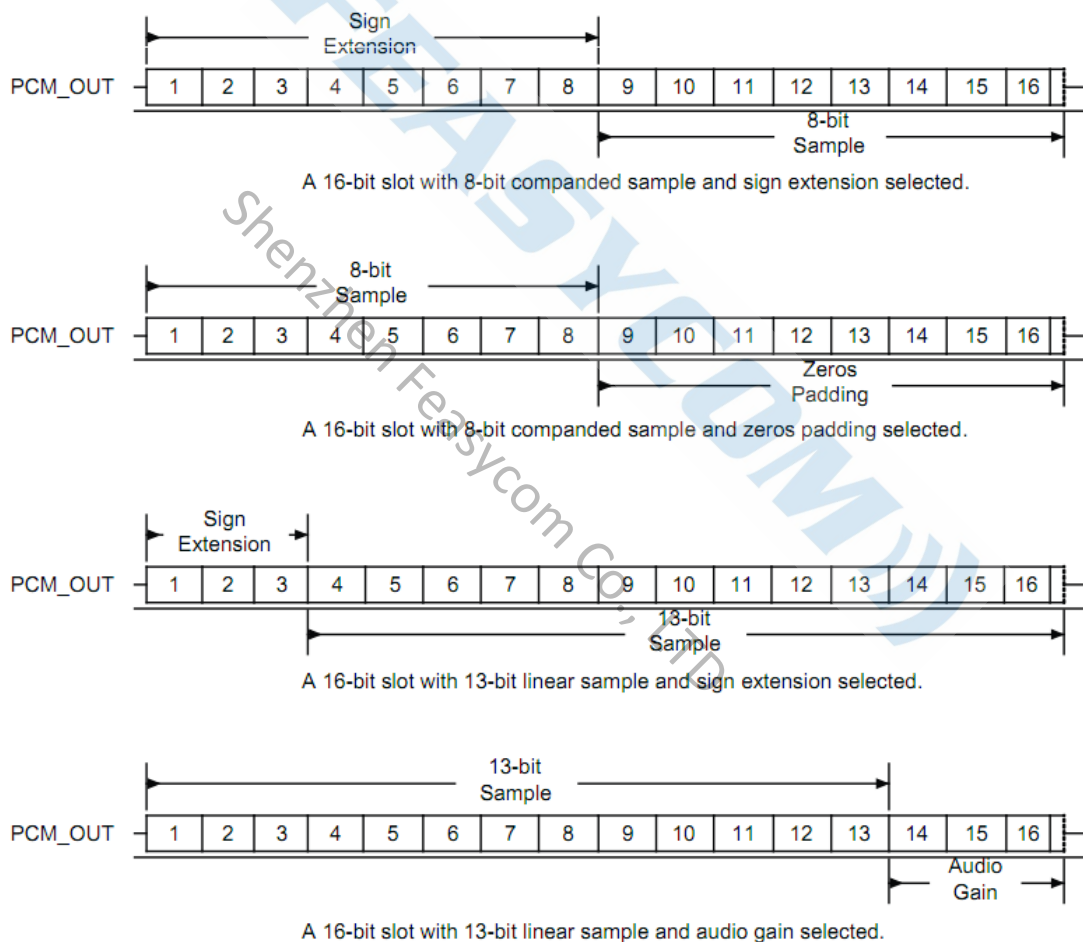 Sign
Extension
PCM_OUT 1 2 3 4 5 6 7 8 9 10 11 12 13 14 15 16
8-bit
Sample
A 16-bit slot with 8-bit companded sample and sign extension selected.
8-bit
Sample
PCM_OUT 1 2 3 4 5 6 7 8 9 10 11 12 13 14 15 16
Zeros
Padding
A 16-bit slot with 8-bit companded sample and zeros padding selected.
Sign
Extension
PCM_OUT 1 2 3 4 5 6 7 8 9 10 11 12 13 14 15 16
13-bit
Sample
A 16-bit slot with 13-bit linear sample and sign extension selected.
13-bit
Sample
PCM_OUT 1 2 3 4 5 6 7 8 9 10 11 12 13 14 15 16
Audio
Gain
A 16-bit slot with 13-bit linear sample and audio gain selected.
FEASYCOM
Shenzhen Feasycom Co., LTD